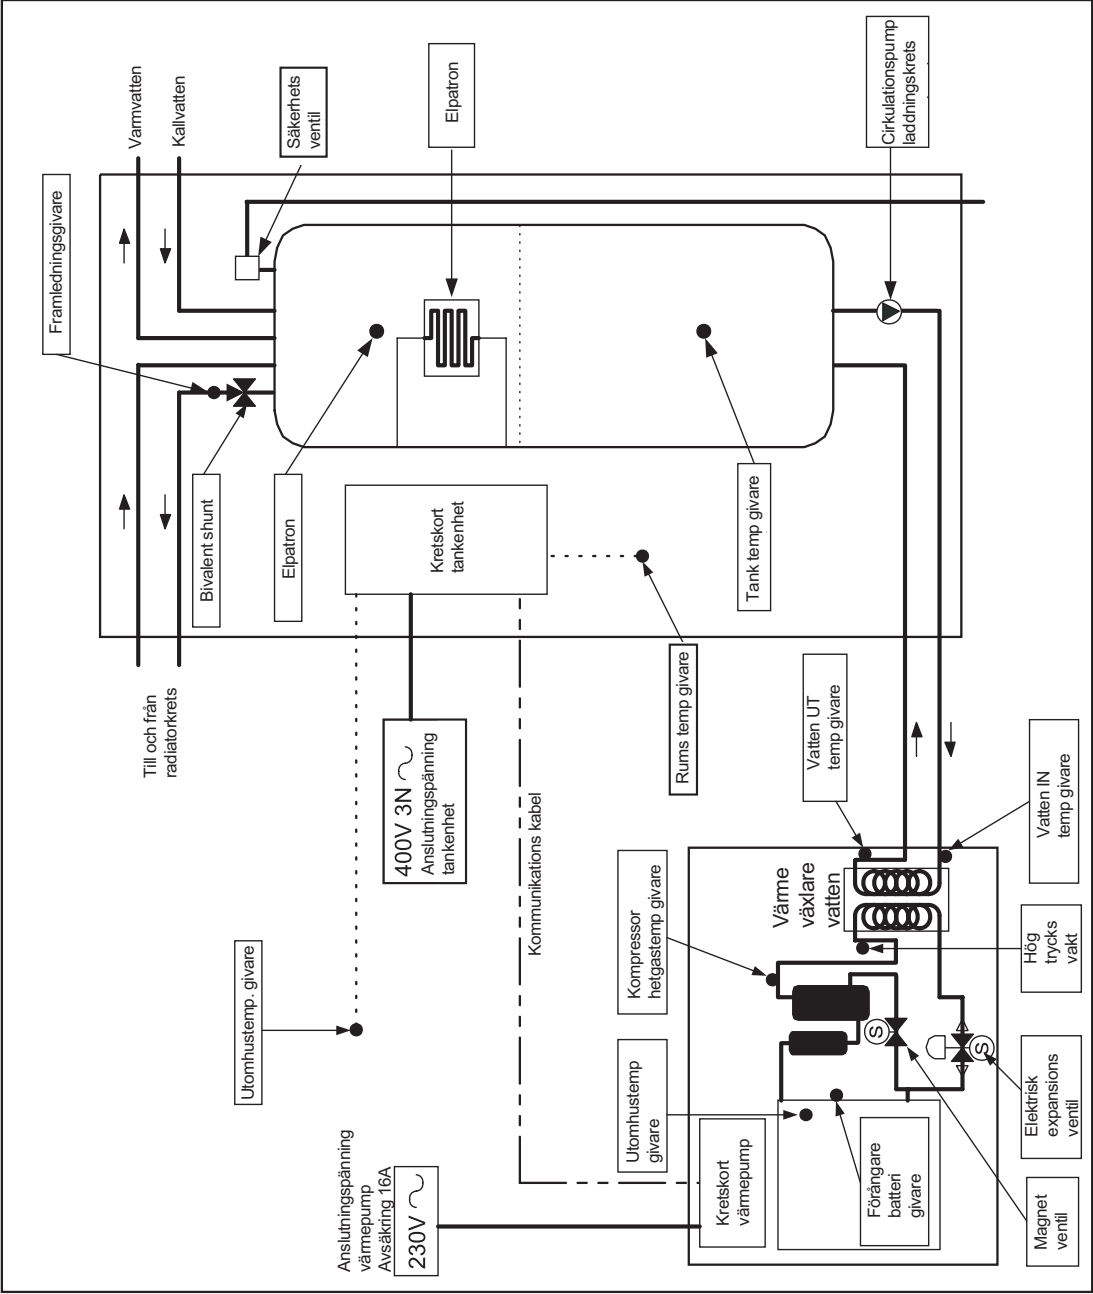 Varmvatten
Kallvatten
Säkerhets
ventil
Elpatron
Cirkulationspump
laddningskrets
Framledningsgivare
Bivalent shunt
Elpatron
Kretskort
tankenhet
Tank temp givare
Till och från
radiatorkrets
400V 3N
Anslutningspänning
tankenhet
Rums temp givare
Vatten UT
temp givare
Vatten IN
temp givare
Kommunikations kabel
Utomhustemp. givare
Kompressor
hetgastemp givare
Värme
växlare
vatten
Hög
trycks
vakt
Utomhustemp
givare
S
S
Elektrisk
expansions
ventil
Anslutningspänning
värmepump
Avsäkring 16A
230V
Kretskort
värmepump
Förångare
batteri
givare
Magnet
ventil